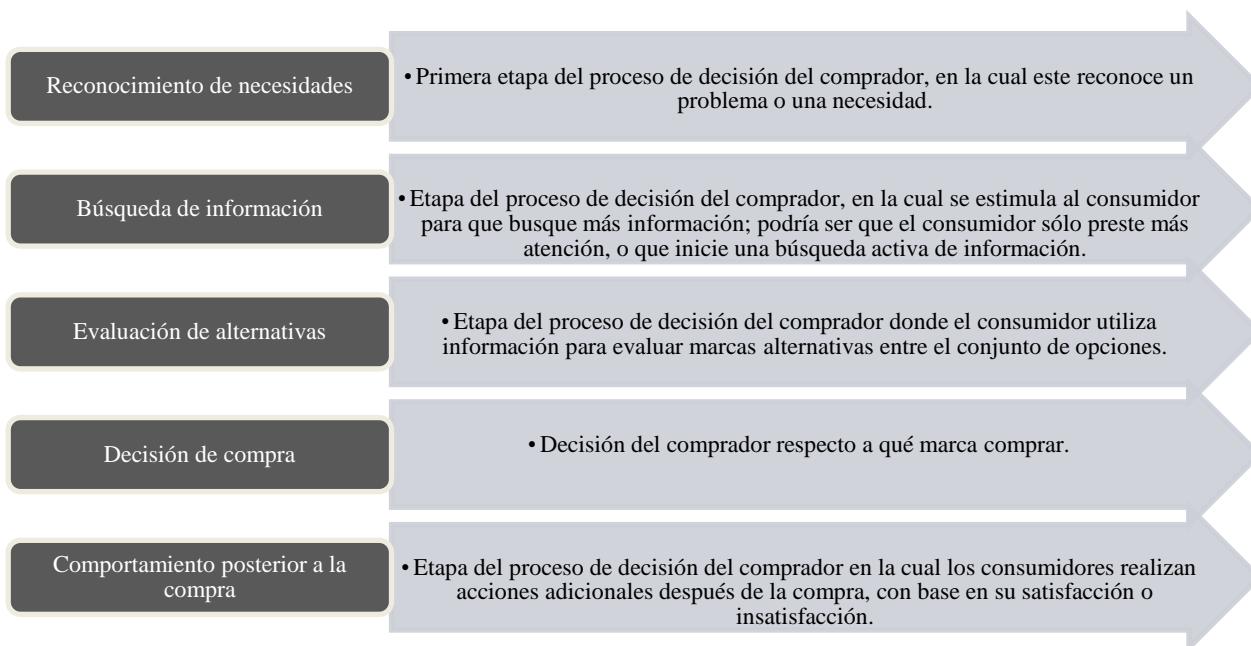 Reconocimiento de necesidades
• Primera etapa del proceso de decisión del comprador, en la cual este reconoce un
problema o una necesidad.
Búsqueda de información
• Etapa del proceso de decisión del comprador, en la cual se estimula al consumidor
para que busque más información; podría ser que el consumidor sólo preste más
atención, o que inicie una búsqueda activa de información.
Evaluación de alternativas
• Etapa del proceso de decisión del comprador donde el consumidor utiliza
información para evaluar marcas alternativas entre el conjunto de opciones.
Decisión de compra
• Decisión del comprador respecto a qué marca comprar.
Comportamiento posterior a la
compra
• Etapa del proceso de decisión del comprador en la cual los consumidores realizan
acciones adicionales después de la compra, con base en su satisfacción o
insatisfacción.